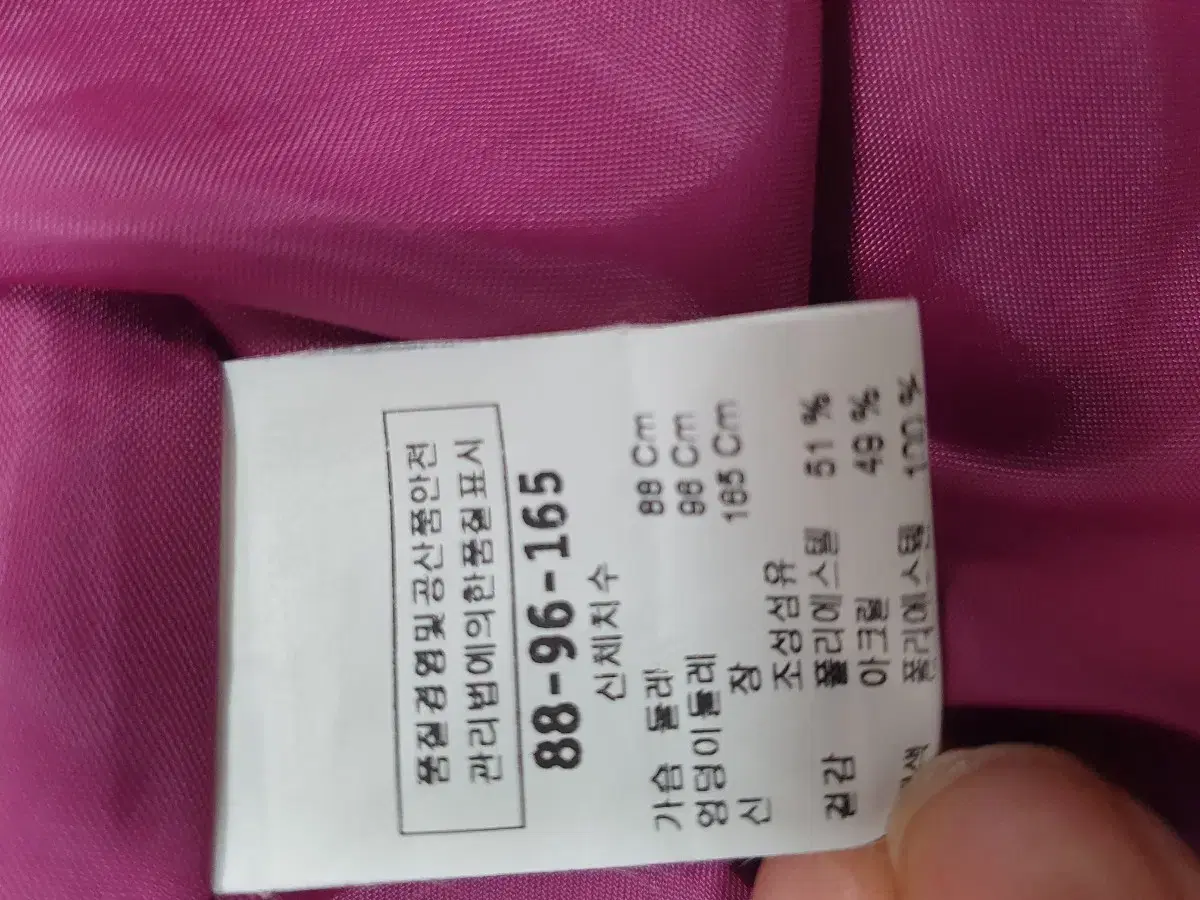 품질경영및공산품안전
관리법에의한품질표시
88-96-165
신체치수
가슴 둘레 88 Cm
엉덩이둘레 96 Cm
신 장 165 Cm
조성섬유
겉감 폴리에스텔 51 %
아크릴 49 %
폴리에스텔 100 %